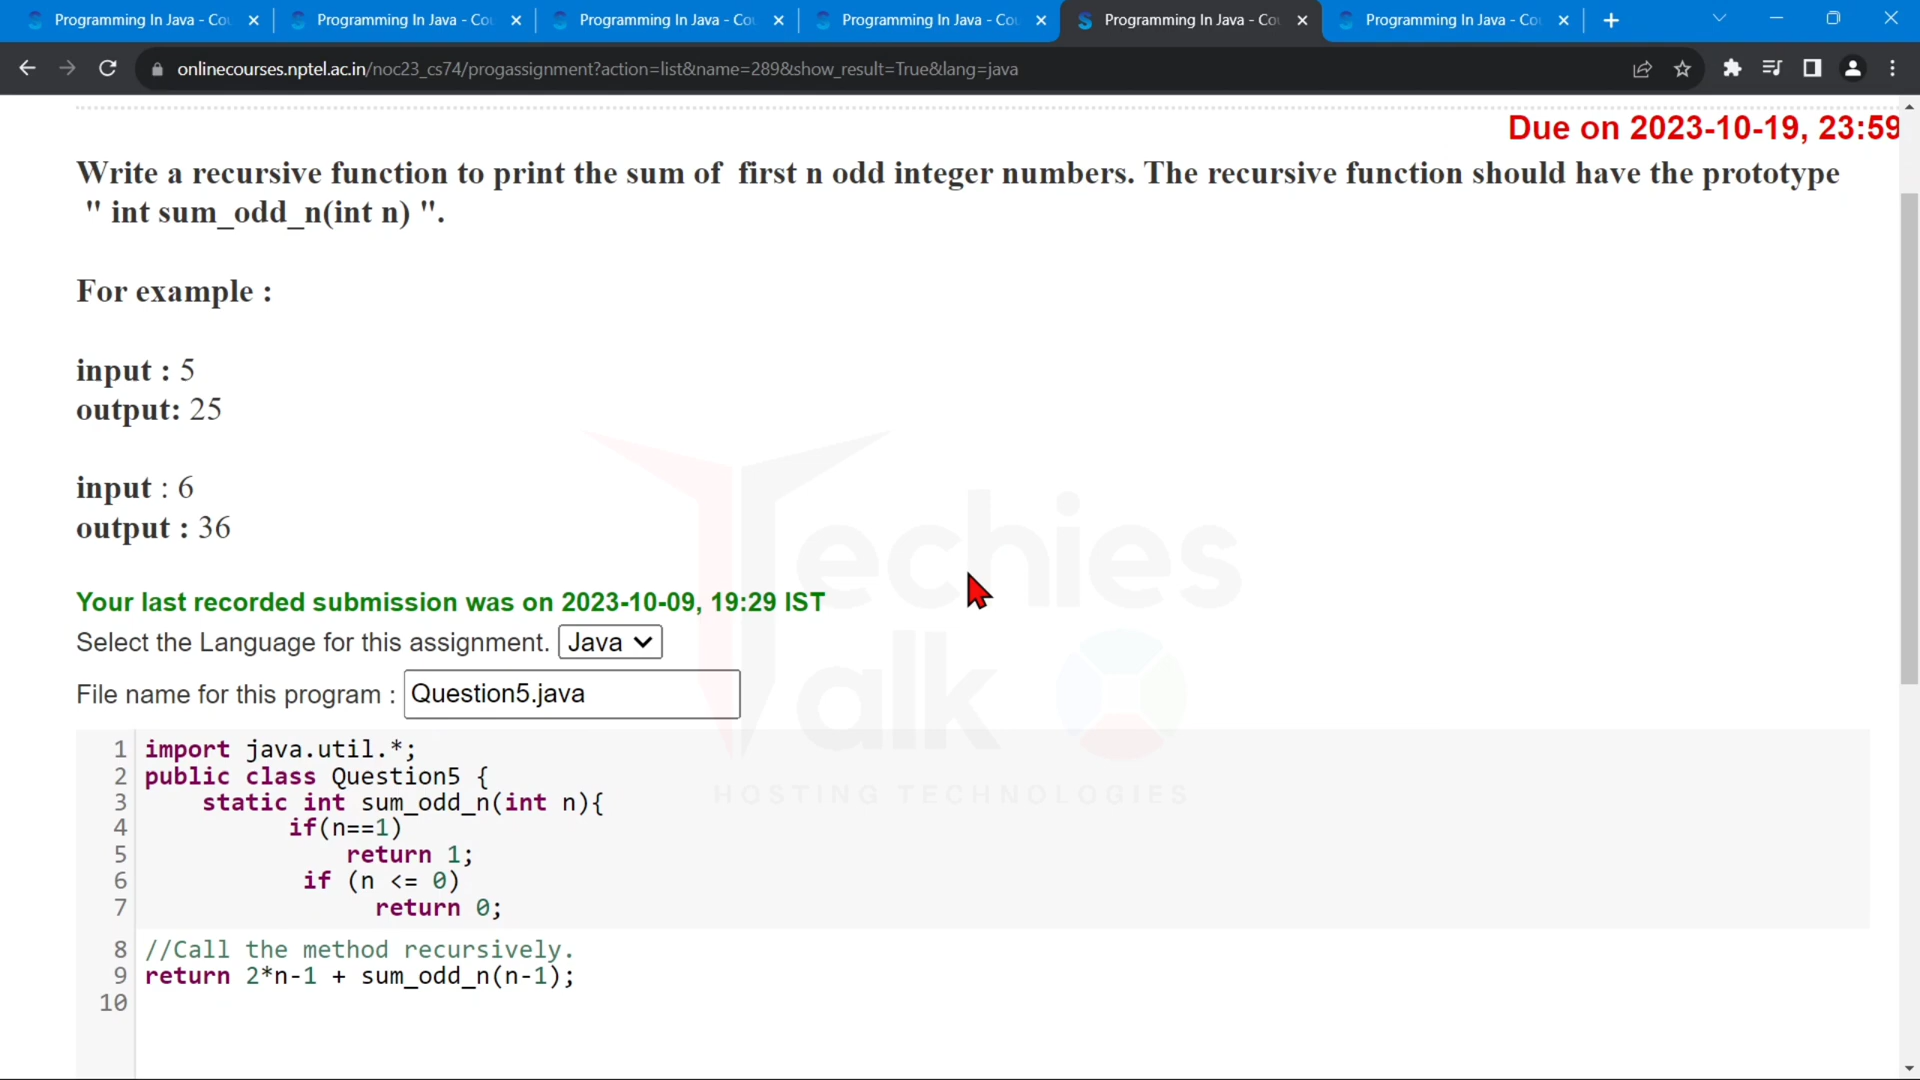 Programming In Java - Co
Programming In Java - Co
Programming In Java - Co
Programming In Java - Co
Programming In Java - Co
Programming In Java - Co
onlinecourses.nptel.ac.in/noc23_cs74/progassignment?action=list&name=289&show_result=True&lang=java
Due on 2023-10-19, 23:59
Write a recursive function to print the sum of first n odd integer numbers. The recursive function should have the prototype
" int sum_odd_n(int n) ".
For example :
input : 5
output: 25
input : 6
output : 36
Techies
Talk
HOSTING TECHNOLOGIES
Your last recorded submission was on 2023-10-09, 19:29 IST
Select the Language for this assignment. Java
File name for this program : Question5.java
1 import java.util.*;
2 public class Question5 {
3 static int sum_odd_n(int n){
4 if(n==1)
5 return 1;
6 if (n <= 0)
7 return 0;
8 //Call the method recursively.
9 return 2*n-1 + sum_odd_n(n-1);
10